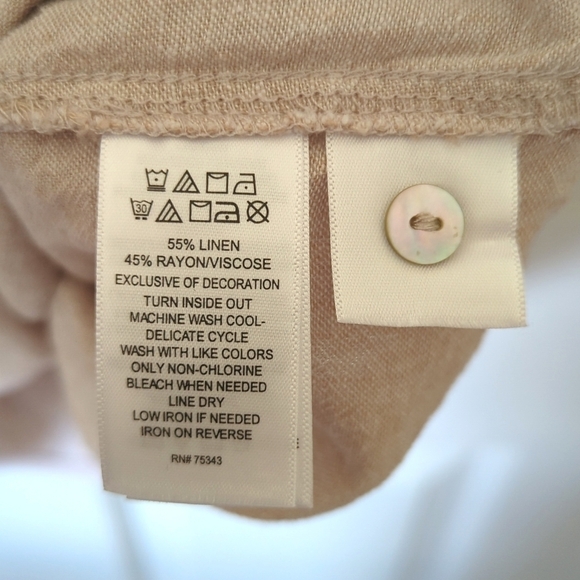 30
55% LINEN
45% RAYON/VISCOSE
EXCLUSIVE OF DECORATION
TURN INSIDE OUT
MACHINE WASH COOL-
DELICATE CYCLE
WASH WITH LIKE COLORS
ONLY NON-CHLORINE
BLEACH WHEN NEEDED
LINE DRY
LOW IRON IF NEEDED
IRON ON REVERSE
RN# 75343